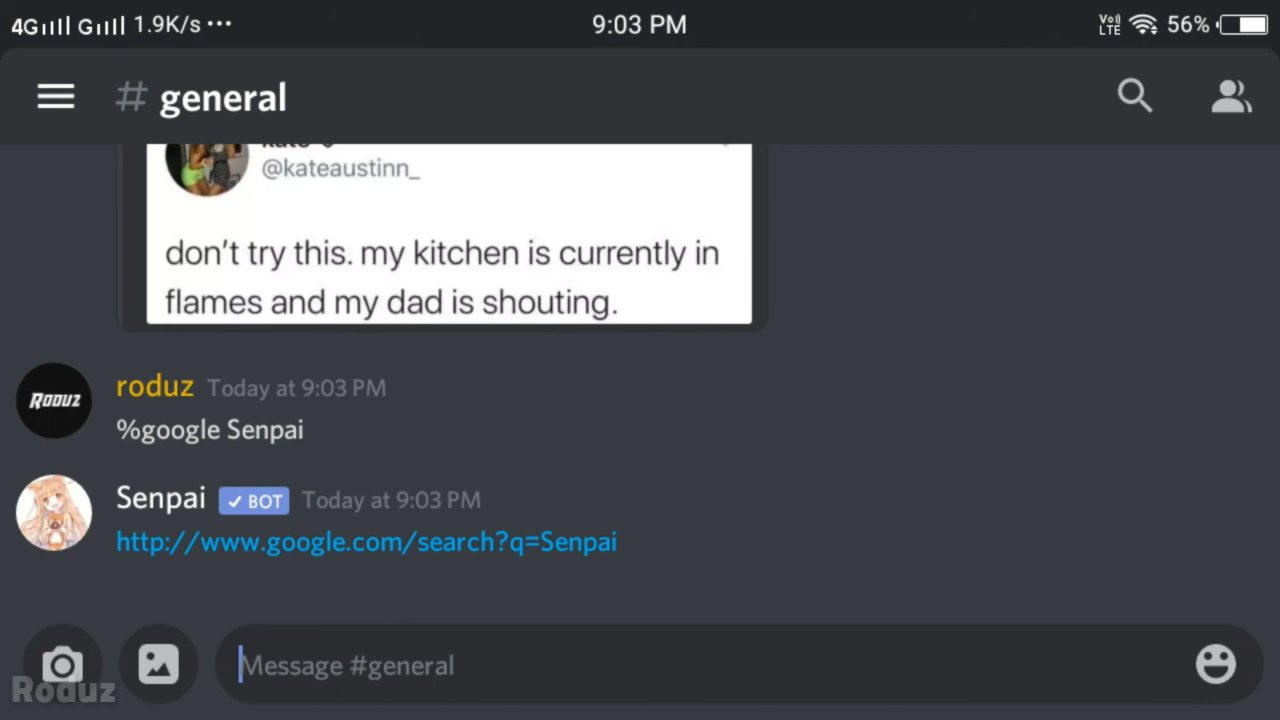 4G G 1.9K/s ··· 9:03 PM Vo)) LTE 56%
# general
@kateaustinn_
don't try this. my kitchen is currently in
flames and my dad is shouting.
RODUZ
roduz Today at 9:03 PM
%google Senpai
Senpai ✓ BOT Today at 9:03 PM
http://www.google.com/search?q=Senpai
Message #general
Roduz